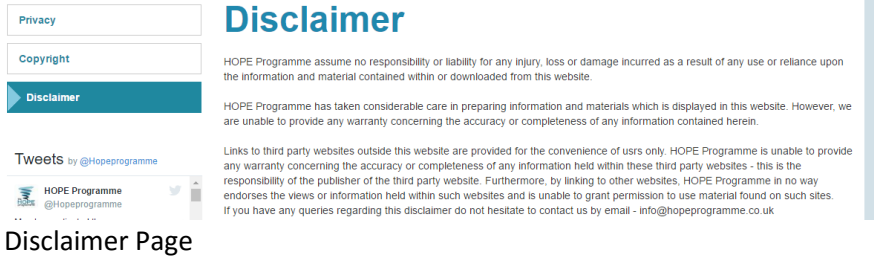 Privacy
Copyright
Disclaimer
Tweets by @Hopeprogramme
HOPE Programme
@Hopeprogramme
Disclaimer
HOPE Programme assume no responsibility or liability for any injury, loss or damage incurred as a result of any use or reliance upon
the information and material contained within or downloaded from this website.
HOPE Programme has taken considerable care in preparing information and materials which is displayed in this website. However, we
are unable to provide any warranty concerning the accuracy or completeness of any information contained herein.
Links to third party websites outside this website are provided for the convenience of usrs only. HOPE Programme is unable to provide
any warranty concerning the accuracy or completeness of any information held within these third party websites - this is the
responsibility of the publisher of the third party website. Furthermore, by linking to other websites, HOPE Programme in no way
endorses the views or information held within such websites and is unable to grant permission to use material found on such sites.
If you have any queries regarding this disclaimer do not hesitate to contact us by email - info@hopeprogramme.co.uk
Disclaimer Page